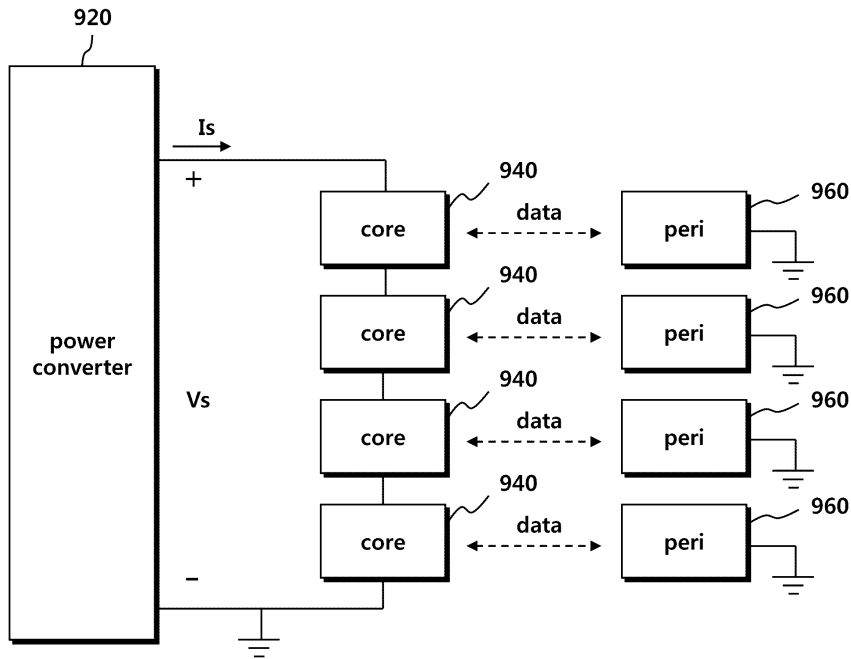 920
Is
+
940
960
core
data
peri
940
960
core
data
peri
power
converter
940
960
Vs
core
data
peri
940
960
core
data
peri
−